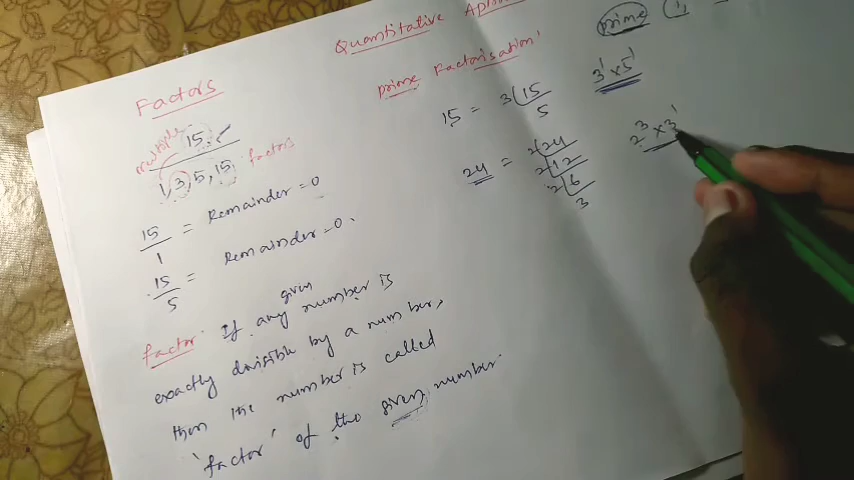 Quantitative
prime (1,
Factors
prime Factorisation'
multiple
15 ✓
1, 3, 5, 15 factors
15/1 = Remainder = 0
15/5 = Remainder = 0.
factor: If any given number is
exactly divisible by a number,
then the number is called
'factor' of the given number
15 = 3 15
5
3¹ × 5¹
24 = 2 24
2 12
2 6
3
2³ × 3¹